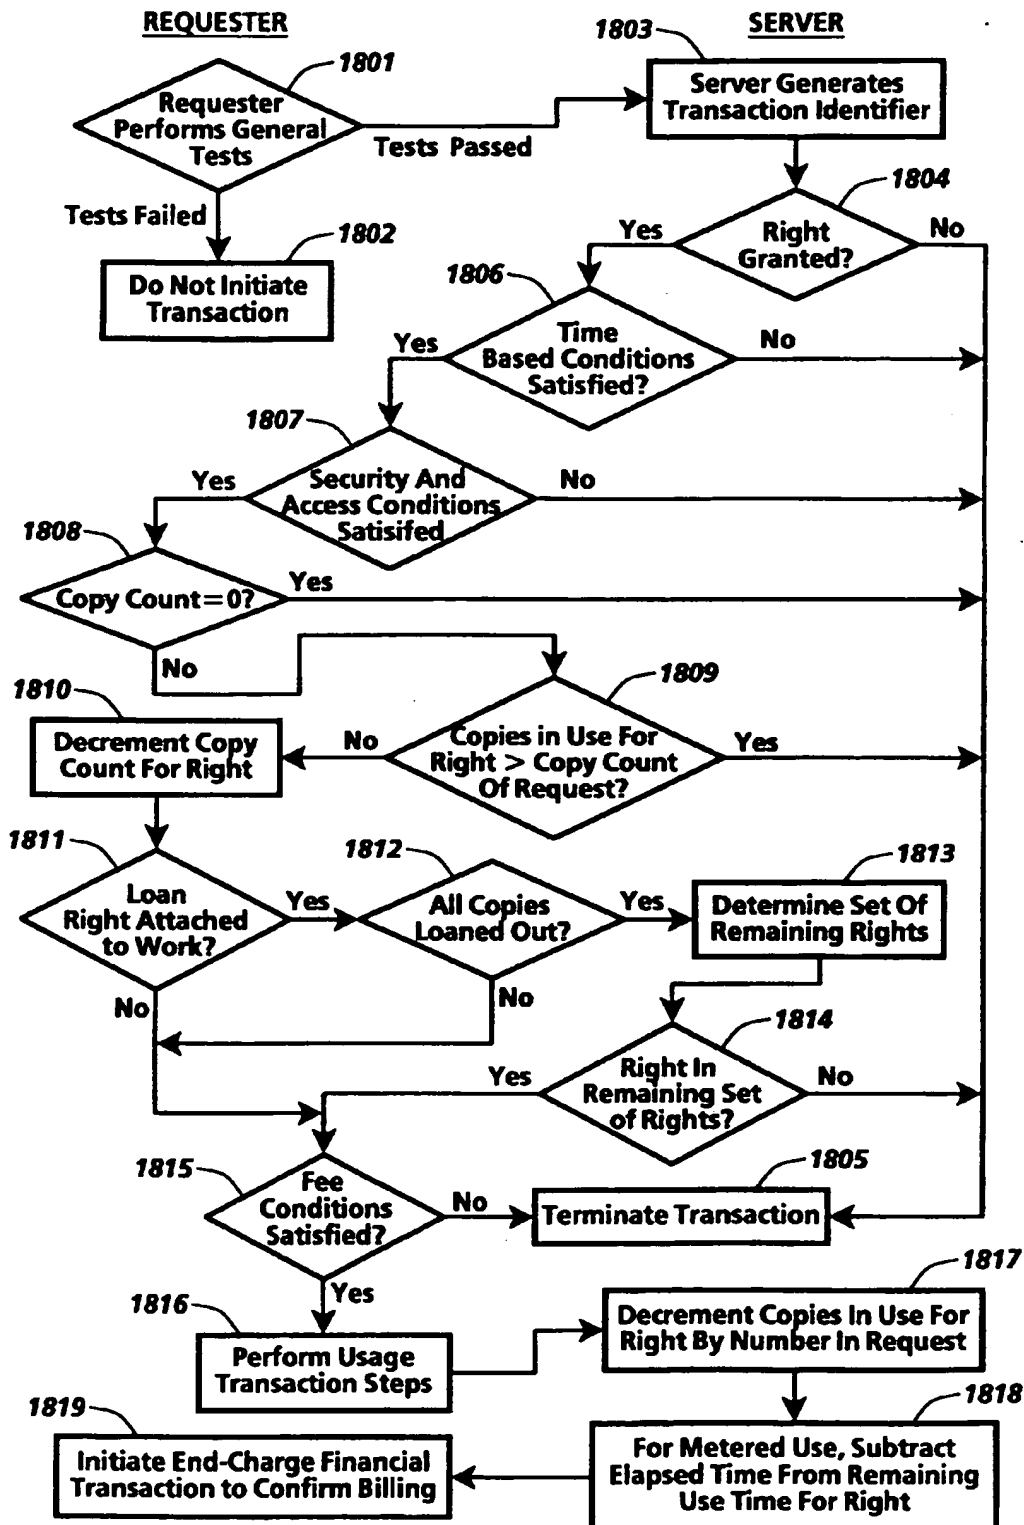 REQUESTER
SERVER
1801
1803
Requester
Performs General
Tests
Server Generates
Transaction Identifier
Tests Passed
Tests Failed
1802
Do Not Initiate
Transaction
1804
Right
Granted?
Yes
No
1806
Time
Based Conditions
Satisfied?
Yes
No
1807
Security And
Access Conditions
Satisifed
Yes
No
1808
Copy Count=0?
Yes
No
1809
Copies in Use For
Right > Copy Count
Of Request?
No
Yes
1810
Decrement Copy
Count For Right
1811
Loan
Right Attached
to Work?
Yes
No
1812
All Copies
Loaned Out?
Yes
No
1813
Determine Set Of
Remaining Rights
1814
Right In
Remaining Set
of Rights?
Yes
No
1815
Fee
Conditions
Satisfied?
No
Yes
1805
Terminate Transaction
1816
Perform Usage
Transaction Steps
1817
Decrement Copies In Use For
Right By Number In Request
1818
For Metered Use, Subtract
Elapsed Time From Remaining
Use Time For Right
1819
Initiate End-Charge Financial
Transaction to Confirm Billing